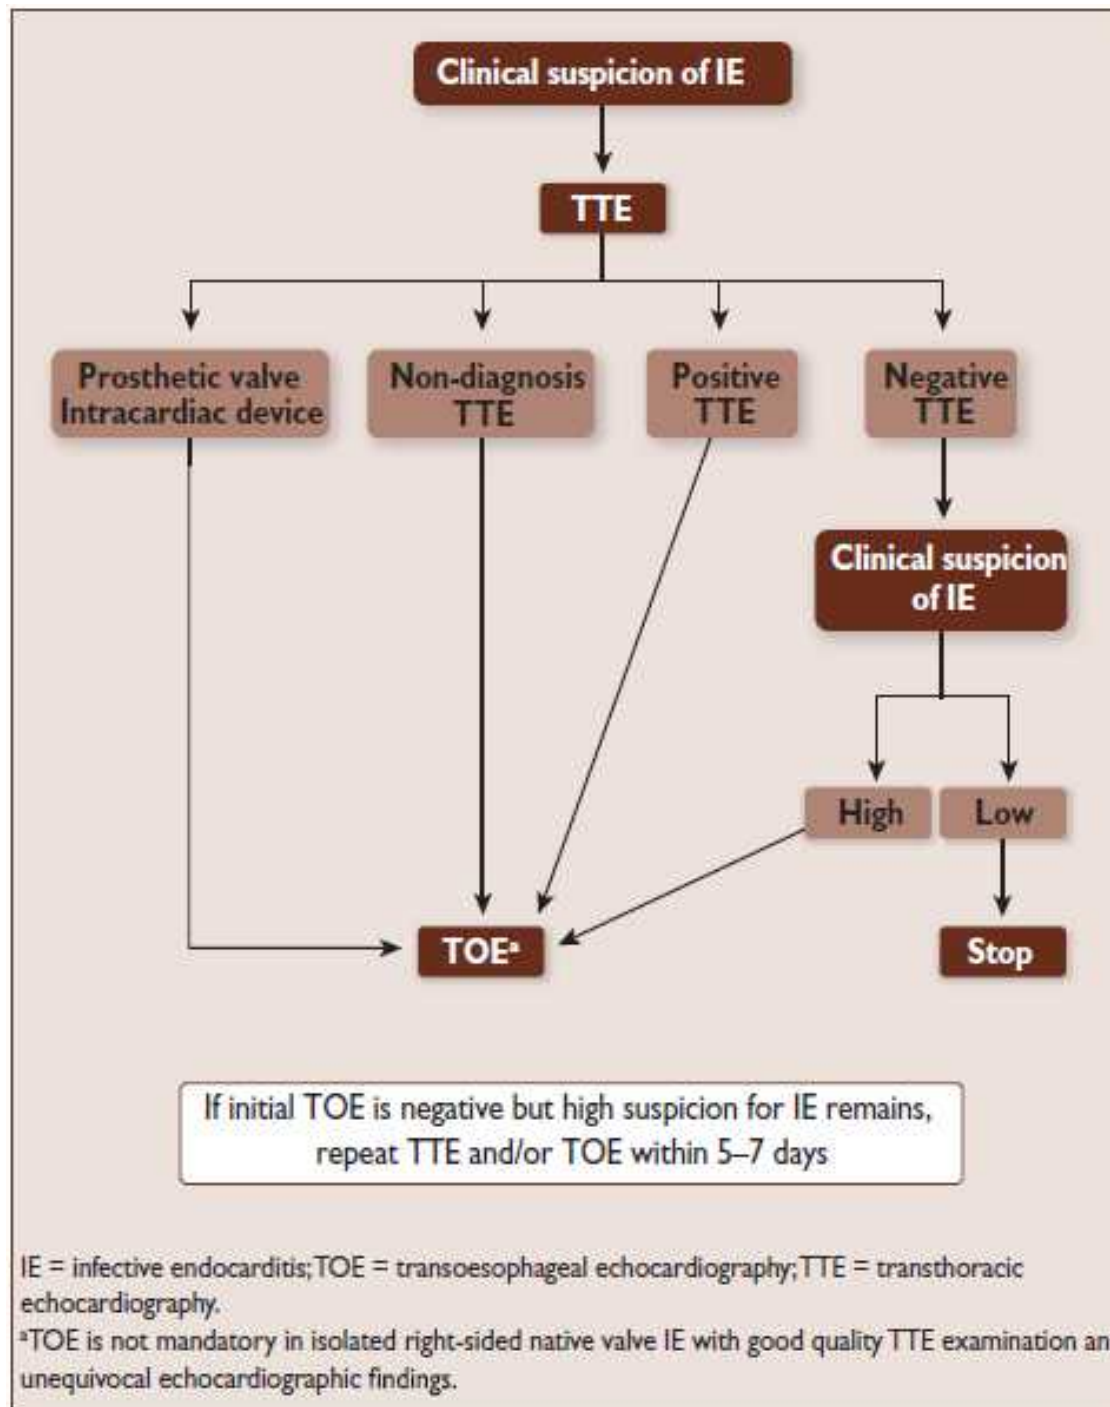 Clinical suspicion of IE
TTE
Prosthetic valve
Intracardiac device
Non-diagnosis
TTE
Positive
TTE
Negative
TTE
Clinical suspicion
of IE
High
Low
TOEᵃ
Stop
If initial TOE is negative but high suspicion for IE remains,
repeat TTE and/or TOE within 5–7 days
IE = infective endocarditis; TOE = transoesophageal echocardiography; TTE = transthoracic
echocardiography.
ᵃTOE is not mandatory in isolated right-sided native valve IE with good quality TTE examination an
unequivocal echocardiographic findings.